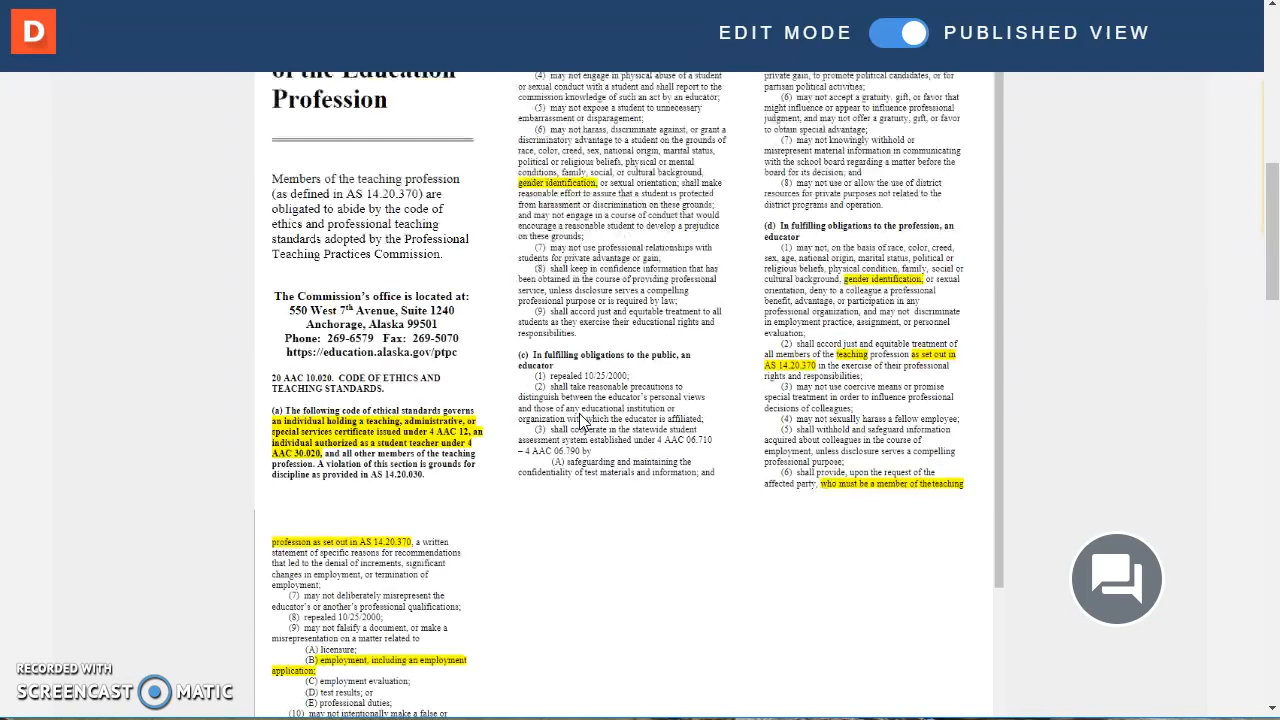 D
EDIT MODE
PUBLISHED VIEW
of the Education
Profession
Members of the teaching profession
(as defined in AS 14.20.370) are
obligated to abide by the code of
ethics and professional teaching
standards adopted by the Professional
Teaching Practices Commission.
The Commission's office is located at:
550 West 7th Avenue, Suite 1240
Anchorage, Alaska 99501
Phone: 269-6579 Fax: 269-5070
https://education.alaska.gov/ptpc
20 AAC 10.020. CODE OF ETHICS AND
TEACHING STANDARDS.
(a) The following code of ethical standards governs
an individual holding a teaching, administrative, or
special services certificate issued under 4 AAC 12, an
individual authorized as a student teacher under 4
AAC 30.020, and all other members of the teaching
profession. A violation of this section is grounds for
discipline as provided in AS 14.20.030.
(4) may not engage in physical abuse of a student
or sexual conduct with a student and shall report to the
commission knowledge of such an act by an educator;
(5) may not expose a student to unnecessary
embarrassment or disparagement;
(6) may not harass, discriminate against, or grant a
discriminatory advantage to a student on the grounds of
race, color, creed, sex, national origin, marital status,
political or religious beliefs, physical or mental
conditions, family, social, or cultural background,
gender identification, or sexual orientation; shall make
reasonable effort to assure that a student is protected
from harassment or discrimination on these grounds;
and may not engage in a course of conduct that would
encourage a reasonable student to develop a prejudice
on these grounds;
(7) may not use professional relationships with
students for private advantage or gain;
(8) shall keep in confidence information that has
been obtained in the course of providing professional
service, unless disclosure serves a compelling
professional purpose or is required by law;
(9) shall accord just and equitable treatment to all
students as they exercise their educational rights and
responsibilities.
(c) In fulfilling obligations to the public, an
educator
(1) repealed 10/25/2000;
(2) shall take reasonable precautions to
distinguish between the educator's personal views
and those of any educational institution or
organization with which the educator is affiliated;
(3) shall cooperate in the statewide student
assessment system established under 4 AAC 06.710
– 4 AAC 06.790 by
(A) safeguarding and maintaining the
confidentiality of test materials and information; and
private gain, to promote political candidates, or for
partisan political activities;
(6) may not accept a gratuity, gift, or favor that
might influence or appear to influence professional
judgment, and may not offer a gratuity, gift, or favor
to obtain special advantage;
(7) may not knowingly withhold or
misrepresent material information in communicating
with the school board regarding a matter before the
board for its decision; and
(8) may not use or allow the use of district
resources for private purposes not related to the
district programs and operation.
(d) In fulfilling obligations to the profession, an
educator
(1) may not, on the basis of race, color, creed,
sex, age, national origin, marital status, political or
religious beliefs, physical condition, family, social or
cultural background, gender identification, or sexual
orientation, deny to a colleague a professional
benefit, advantage, or participation in any
professional organization, and may not discriminate
in employment practice, assignment, or personnel
evaluation;
(2) shall accord just and equitable treatment of
all members of the teaching profession as set out in
AS 14.20.370 in the exercise of their professional
rights and responsibilities;
(3) may not use coercive means or promise
special treatment in order to influence professional
decisions of colleagues;
(4) may not sexually harass a fellow employee;
(5) shall withhold and safeguard information
acquired about colleagues in the course of
employment, unless disclosure serves a compelling
professional purpose;
(6) shall provide, upon the request of the
affected party, who must be a member of the teaching
profession as set out in AS 14.20.370, a written
statement of specific reasons for recommendations
that led to the denial of increments, significant
changes in employment, or termination of
employment;
(7) may not deliberately misrepresent the
educator's or another's professional qualifications;
(8) repealed 10/25/2000;
(9) may not falsify a document, or make a
misrepresentation on a matter related to
(A) licensure;
(B) employment, including an employment
application;
(C) employment evaluation;
(D) test results; or
(E) professional duties;
(10) may not intentionally make a false or
RECORDED WITH
SCREENCAST MATIC